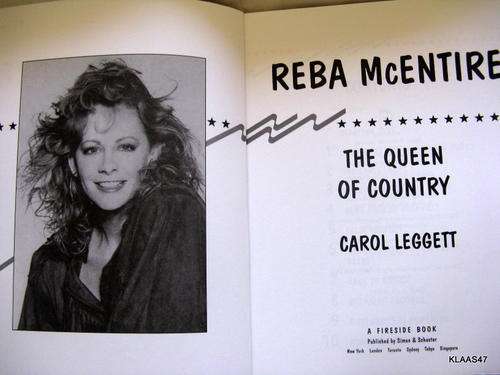 REBA McENTIRE
THE QUEEN
OF COUNTRY
CAROL LEGGETT
A FIRESIDE BOOK
Published by Simon & Schuster
New York London Toronto Sydney Tokyo Singapore
KLAAS47